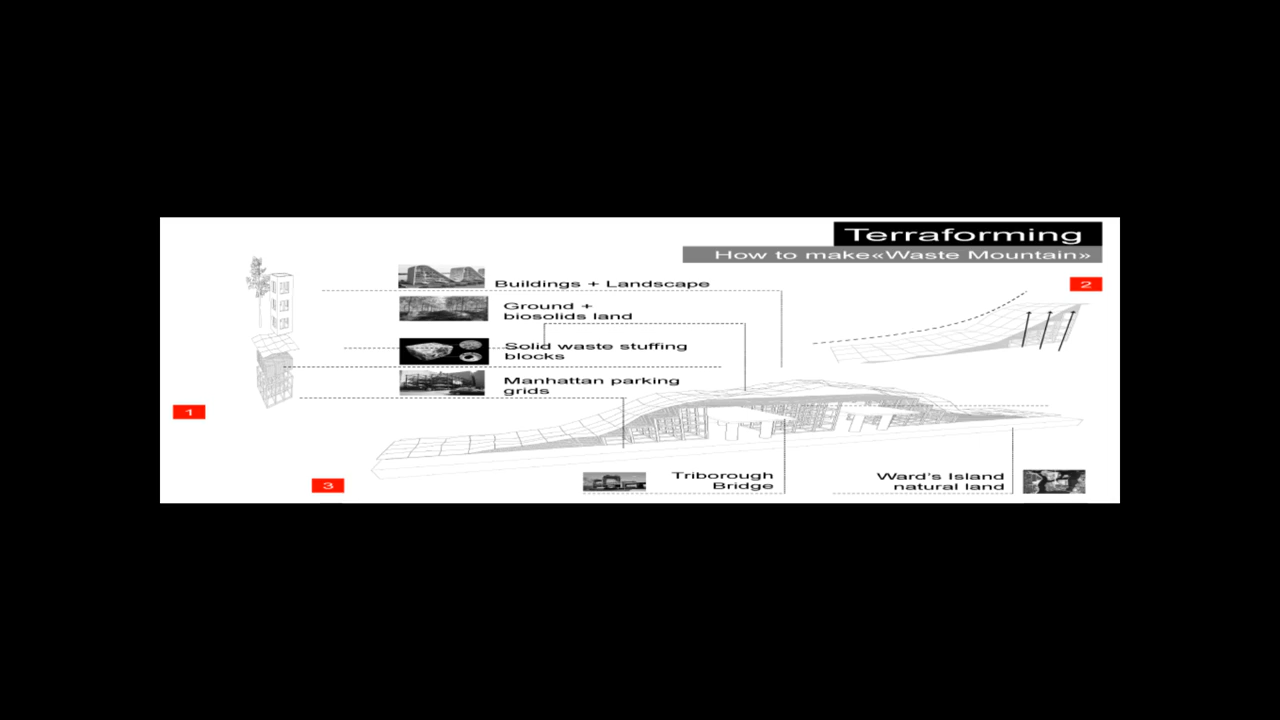 Terraforming
How to make«Waste Mountain»
2
Buildings + Landscape
Ground +
biosolids land
Solid waste stuffing
blocks
Manhattan parking
grids
1
3
Triborough
Bridge
Ward's Island
natural land